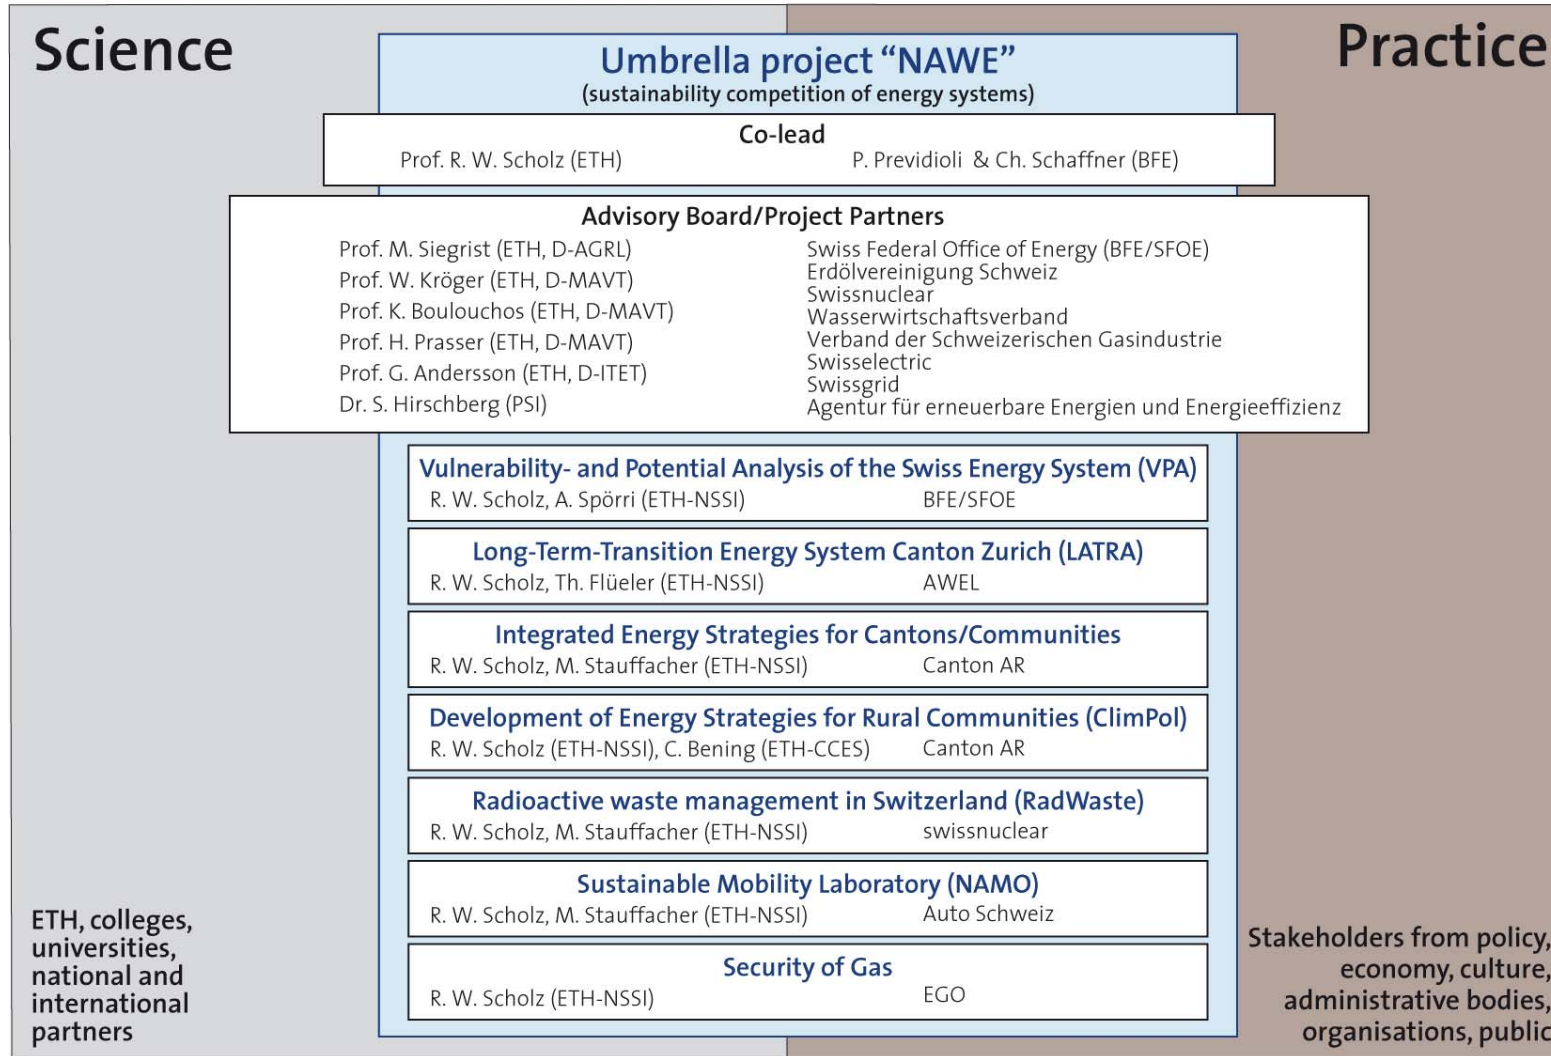 Science
Practice
Umbrella project “NAWE”
(sustainability competition of energy systems)
Co-lead
Prof. R. W. Scholz (ETH)
P. Previdioli & Ch. Schaffner (BFE)
Advisory Board/Project Partners
Prof. M. Siegrist (ETH, D-AGRL)
Prof. W. Kröger (ETH, D-MAVT)
Prof. K. Boulouchos (ETH, D-MAVT)
Prof. H. Prasser (ETH, D-MAVT)
Prof. G. Andersson (ETH, D-ITET)
Dr. S. Hirschberg (PSI)
Swiss Federal Office of Energy (BFE/SFOE)
Erdölvereinigung Schweiz
Swissnuclear
Wasserwirtschaftsverband
Verband der Schweizerischen Gasindustrie
Swisselectric
Swissgrid
Agentur für erneuerbare Energien und Energieeffizienz
Vulnerability- and Potential Analysis of the Swiss Energy System (VPA)
R. W. Scholz, A. Spörri (ETH-NSSI)
BFE/SFOE
Long-Term-Transition Energy System Canton Zurich (LATRA)
R. W. Scholz, Th. Flüeler (ETH-NSSI)
AWEL
Integrated Energy Strategies for Cantons/Communities
R. W. Scholz, M. Stauffacher (ETH-NSSI)
Canton AR
Development of Energy Strategies for Rural Communities (ClimPol)
R. W. Scholz (ETH-NSSI), C. Bening (ETH-CCES)
Canton AR
Radioactive waste management in Switzerland (RadWaste)
R. W. Scholz, M. Stauffacher (ETH-NSSI)
swissnuclear
Sustainable Mobility Laboratory (NAMO)
R. W. Scholz, M. Stauffacher (ETH-NSSI)
Auto Schweiz
Security of Gas
R. W. Scholz (ETH-NSSI)
EGO
ETH, colleges,
universities,
national and
international
partners
Stakeholders from policy,
economy, culture,
administrative bodies,
organisations, public